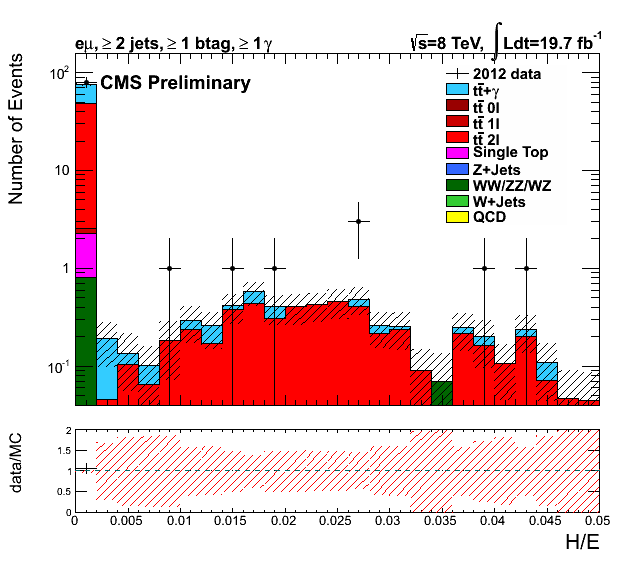 eμ, ≥ 2 jets, ≥ 1 btag, ≥ 1 γ
√s=8 TeV, ∫ Ldt=19.7 fb⁻¹
CMS Preliminary
2012 data
tt̄+γ
tt̄ 0l
tt̄ 1l
tt̄ 2l
Single Top
Z+Jets
WW/ZZ/WZ
W+Jets
QCD
Number of Events
10²
10
1
10⁻¹
data/MC
2
1.5
1
0.5
0
0 0.005 0.01 0.015 0.02 0.025 0.03 0.035 0.04 0.045 0.05
H/E